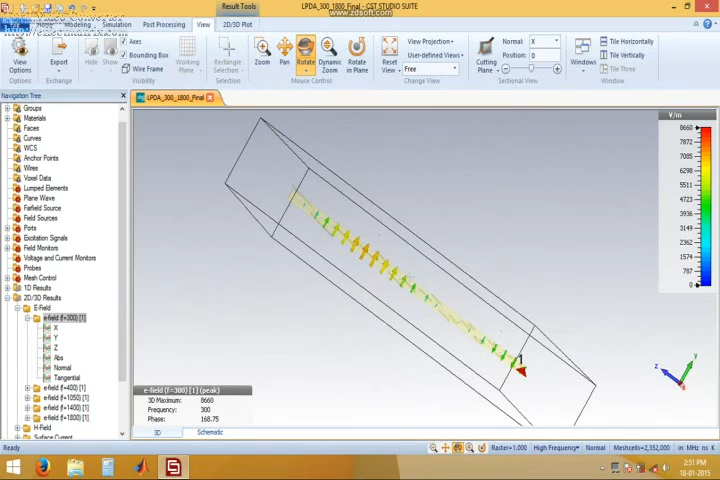 Result Tools
LPDA_300_1800_Final - CST STUDIO SUITE
www.zdsoft.com
Modeling
Simulation
Post Processing
View
2D/3D Plot
View Options
Options
Export
Exchange
Hide
Show
Axes
Bounding Box
Wire Frame
Visibility
Working Plane
Rectangle Selection
Selection
Zoom
Pan
Rotate
Dynamic Zoom
Rotate in Plane
Mouse Control
Reset View
View Projection
User-defined Views
Free
Change View
Cutting Plane
Normal: X
Position: 0
Sectional View
Windows
Tile Horizontally
Tile Vertically
Tile Three
Window
Navigation Tree
LPDA_300_1800_Final
Groups
Materials
Faces
Curves
WCS
Anchor Points
Wires
Voxel Data
Lumped Elements
Plane Wave
Farfield Source
Field Sources
Ports
Excitation Signals
Field Monitors
Voltage and Current Monitors
Probes
Mesh Control
1D Results
2D/3D Results
E-Field
e-field (f=300) [1]
X
Y
Z
Abs
Normal
Tangential
e-field (f=400) [1]
e-field (f=1050) [1]
e-field (f=1400) [1]
e-field (f=1800) [1]
H-Field
Surface Current
V/m
8660
7872
7085
6298
5511
4723
3936
3149
2362
1574
787
0
1
z
y
x
e-field (f=300) [1] (peak)
3D Maximum: 8660
Frequency: 300
Phase: 168.75
3D
Schematic
Ready
Raster=1.000
High Frequency
Normal
Meshcells=2,352,000
in MHz ns K
2:51 PM
18-01-2015